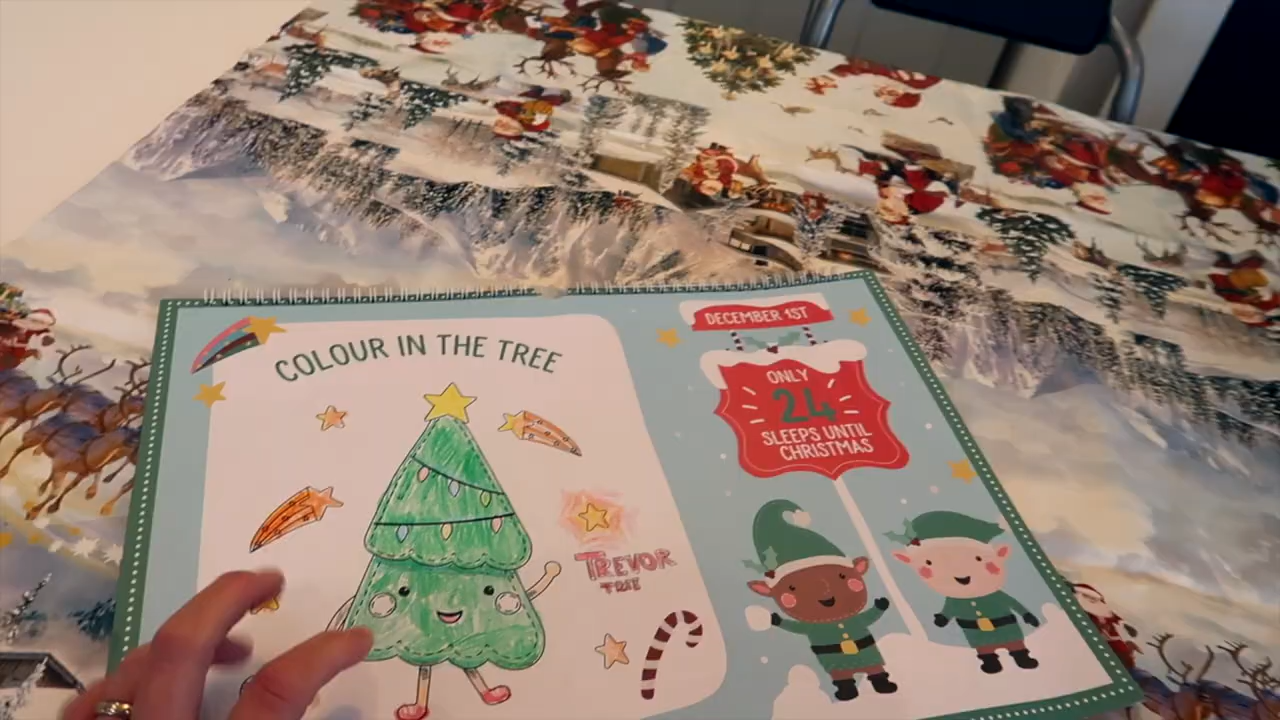 COLOUR IN THE TREE
TREVOR
TREE
DECEMBER 1ST
ONLY
24
SLEEPS UNTIL
CHRISTMAS